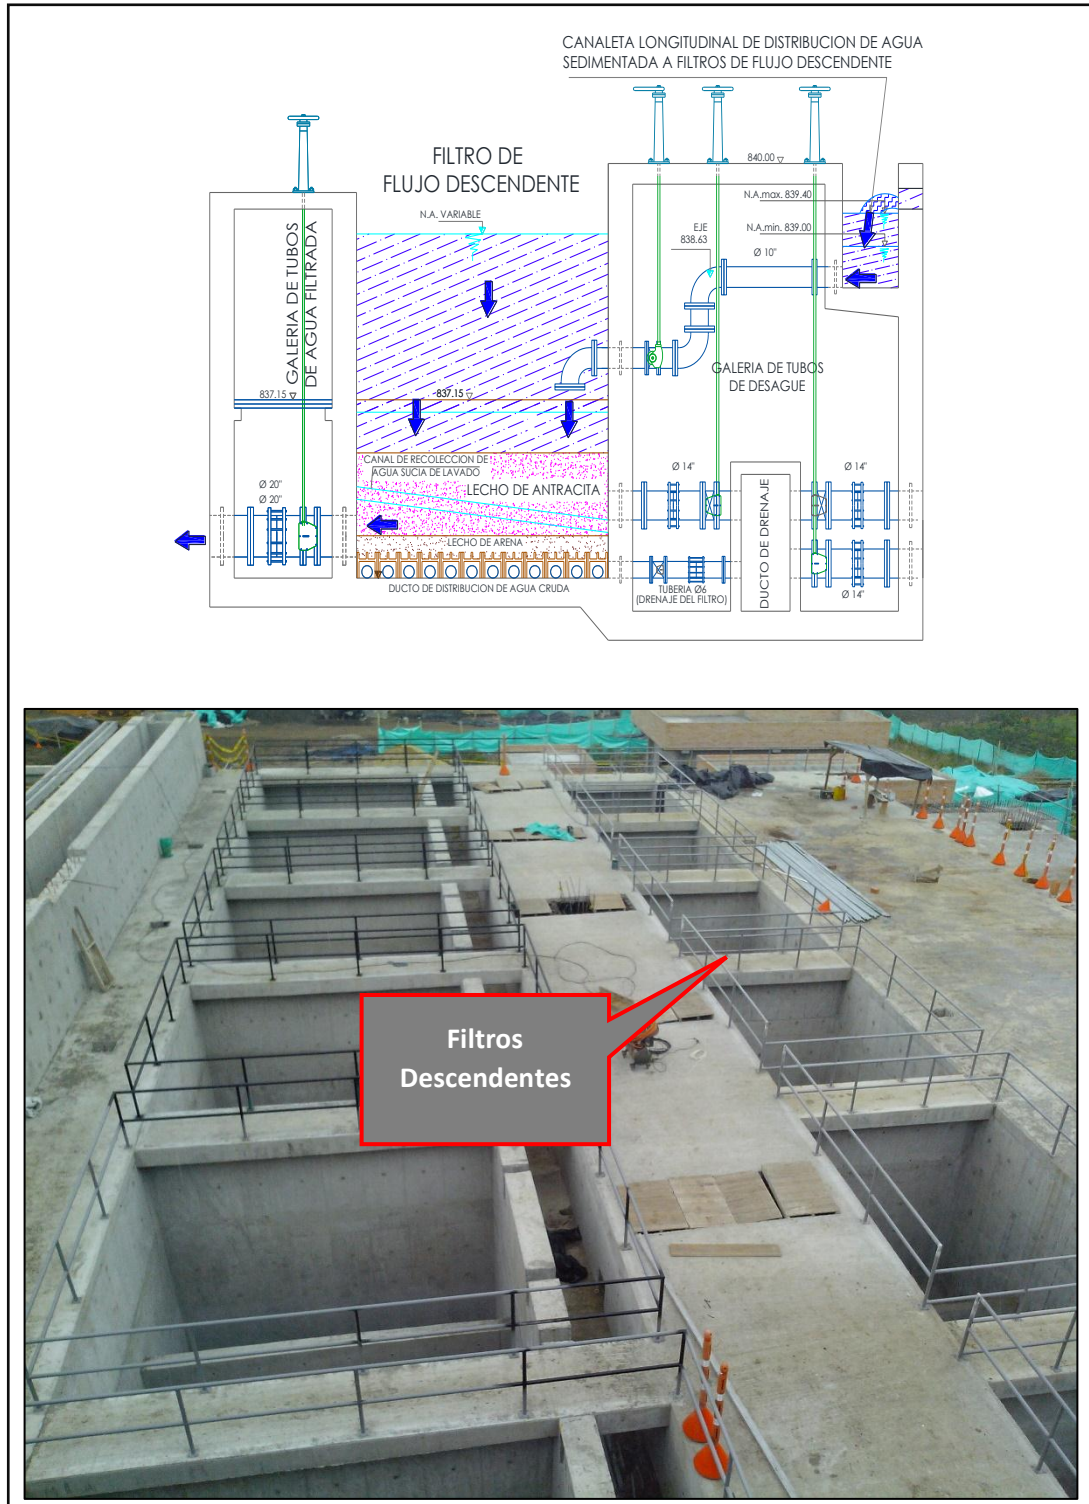 CANALETA LONGITUDINAL DE DISTRIBUCION DE AGUA
SEDIMENTADA A FILTROS DE FLUJO DESCENDENTE
840.00
FILTRO DE
FLUJO DESCENDENTE
N.A. VARIABLE
N.A.max. 839.40
EJE
838.63
N.A.min. 839.00
Ø 10"
GALERIA DE TUBOS
DE AGUA FILTRADA
GALERIA DE TUBOS
DE DESAGUE
837.15
837.15
CANAL DE RECOLECCION DE
AGUA SUCIA DE LAVADO
LECHO DE ANTRACITA
Ø 14"
Ø 14"
Ø 20"
Ø 20"
LECHO DE ARENA
DUCTO DE DRENAJE
DUCTO DE DISTRIBUCION DE AGUA CRUDA
TUBERIA Ø6
(DRENAJE DEL FILTRO)
Ø 14"
Filtros
Descendentes